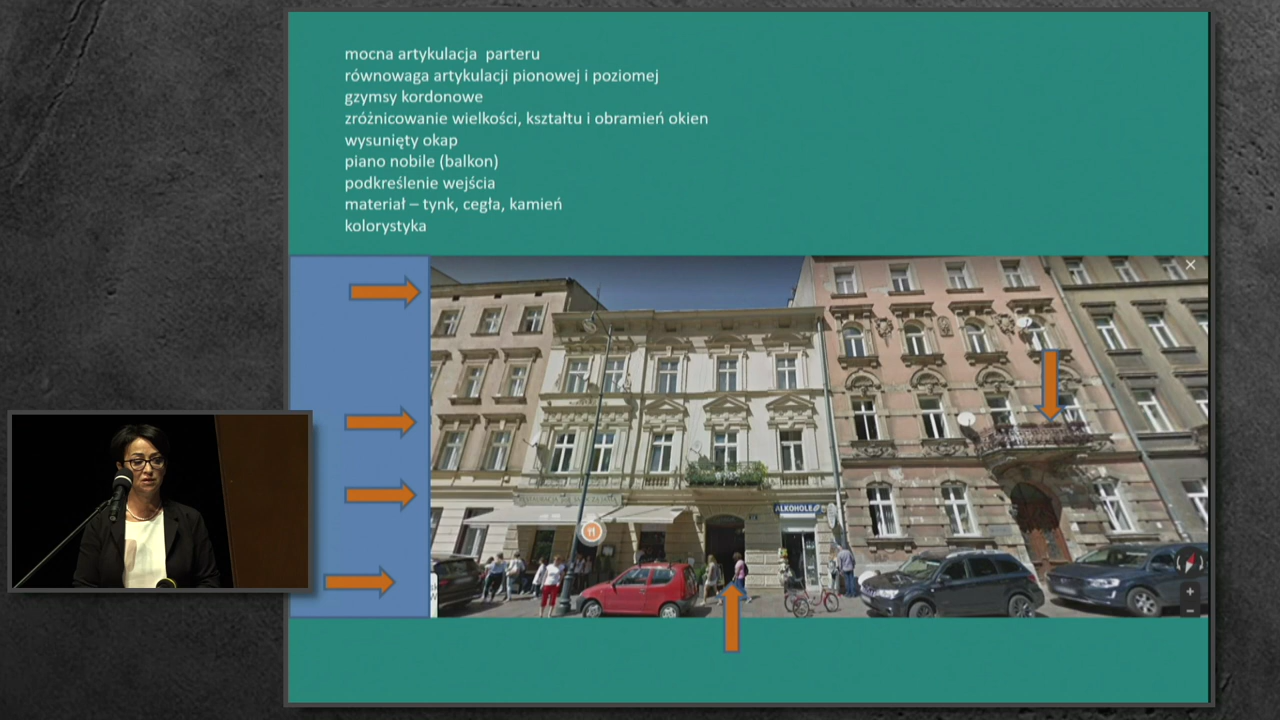 mocna artykulacja  parteru
równowaga artykulacji pionowej i poziomej
gzymsy kordonowe
zróżnicowanie wielkości, kształtu i obramień okien
wysunięty okap
piano nobile (balkon)
podkreślenie wejścia
materiał – tynk, cegła, kamień
kolorystyka
ALKOHOLE